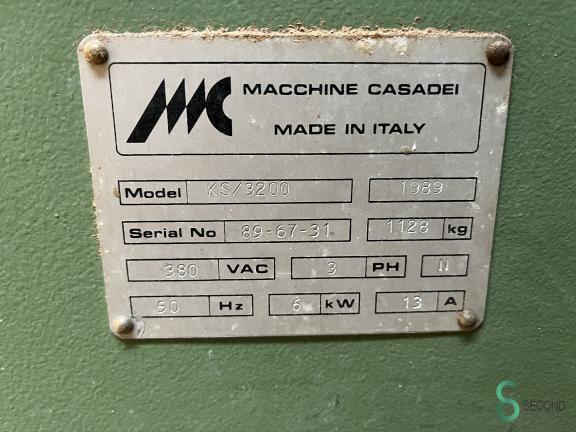 MC MACCHINE CASADEI
MADE IN ITALY
Model KS/3200 1989
Serial No 89-67-31 1128 kg
380 VAC 3 PH N
50 Hz 6 kW 13 A
S SECOND